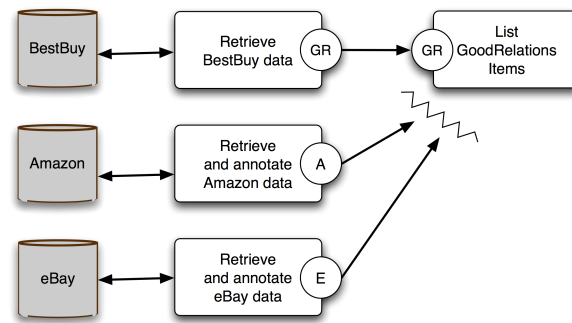 BestBuy
Retrieve
BestBuy data
GR
GR
List
GoodRelations
Items
Amazon
Retrieve
and annotate
Amazon data
A
eBay
Retrieve
and annotate
eBay data
E